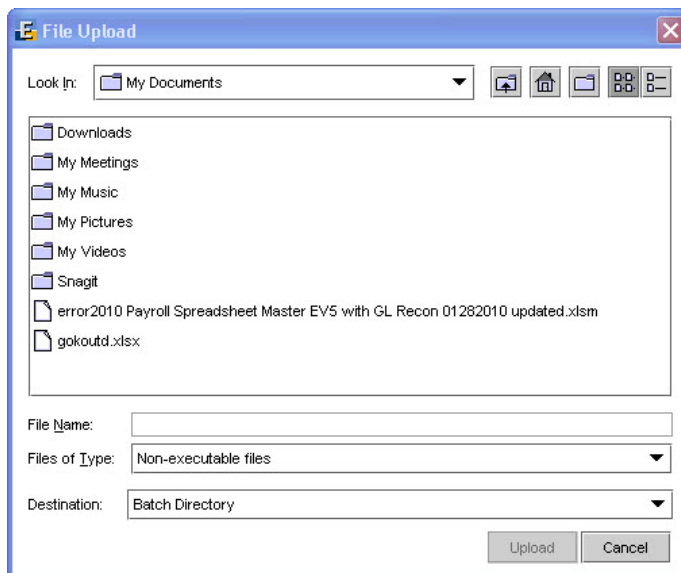 File Upload
Look In: My Documents
Downloads
My Meetings
My Music
My Pictures
My Videos
Snagit
error2010 Payroll Spreadsheet Master EV5 with GL Recon 01282010 updated.xlsm
gokoutd.xlsx
File Name:
Files of Type: Non-executable files
Destination: Batch Directory
Upload Cancel